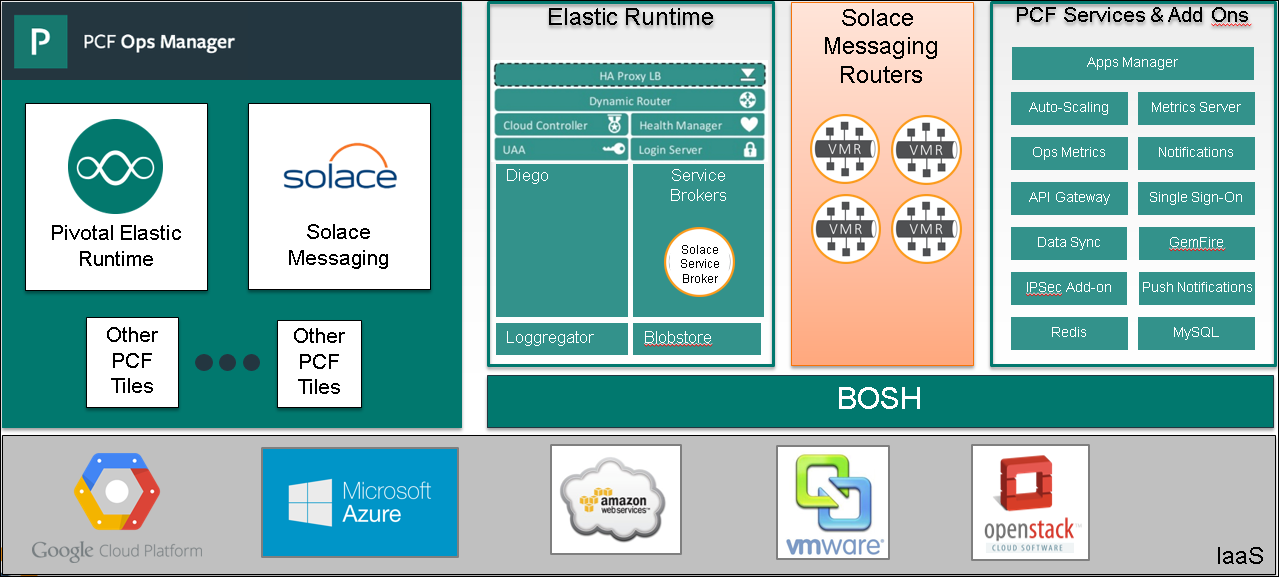 P
PCF Ops Manager
Pivotal Elastic
Runtime
solace
Solace
Messaging
Other
PCF
Tiles
Other
PCF
Tiles
Elastic Runtime
HA Proxy LB
Dynamic Router
Cloud Controller
Health Manager
UAA
Login Server
Diego
Service
Brokers
Solace
Service
Broker
Loggregator
Blobstore
Solace
Messaging
Routers
VMR
VMR
VMR
VMR
PCF Services & Add Ons
Apps Manager
Auto-Scaling
Metrics Server
Ops Metrics
Notifications
API Gateway
Single Sign-On
Data Sync
GemFire
IPSec Add-on
Push Notifications
Redis
MySQL
BOSH
Google Cloud Platform
Microsoft
Azure
amazon
web services™
vmware®
openstack™
CLOUD SOFTWARE
IaaS